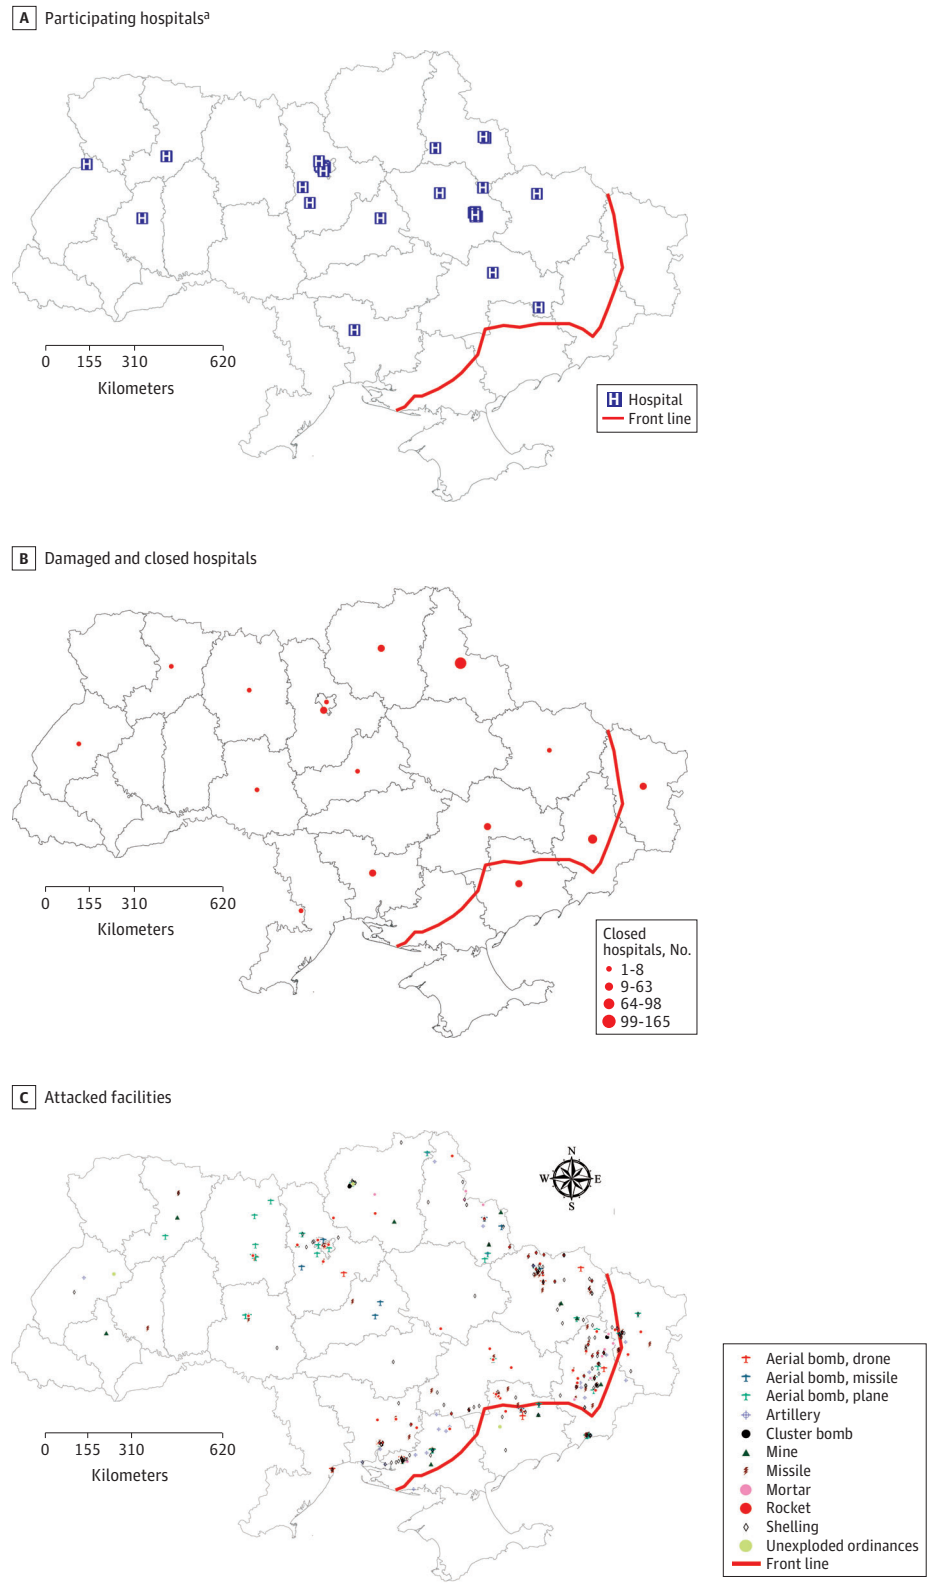 A Participating hospitalsª
0 155 310 620
Kilometers
H Hospital
Front line
B Damaged and closed hospitals
0 155 310 620
Kilometers
Closed
hospitals, No.
1-8
9-63
64-98
99-165
C Attacked facilities
N
W E
S
0 155 310 620
Kilometers
Aerial bomb, drone
Aerial bomb, missile
Aerial bomb, plane
Artillery
Cluster bomb
Mine
Missile
Mortar
Rocket
Shelling
Unexploded ordinances
Front line